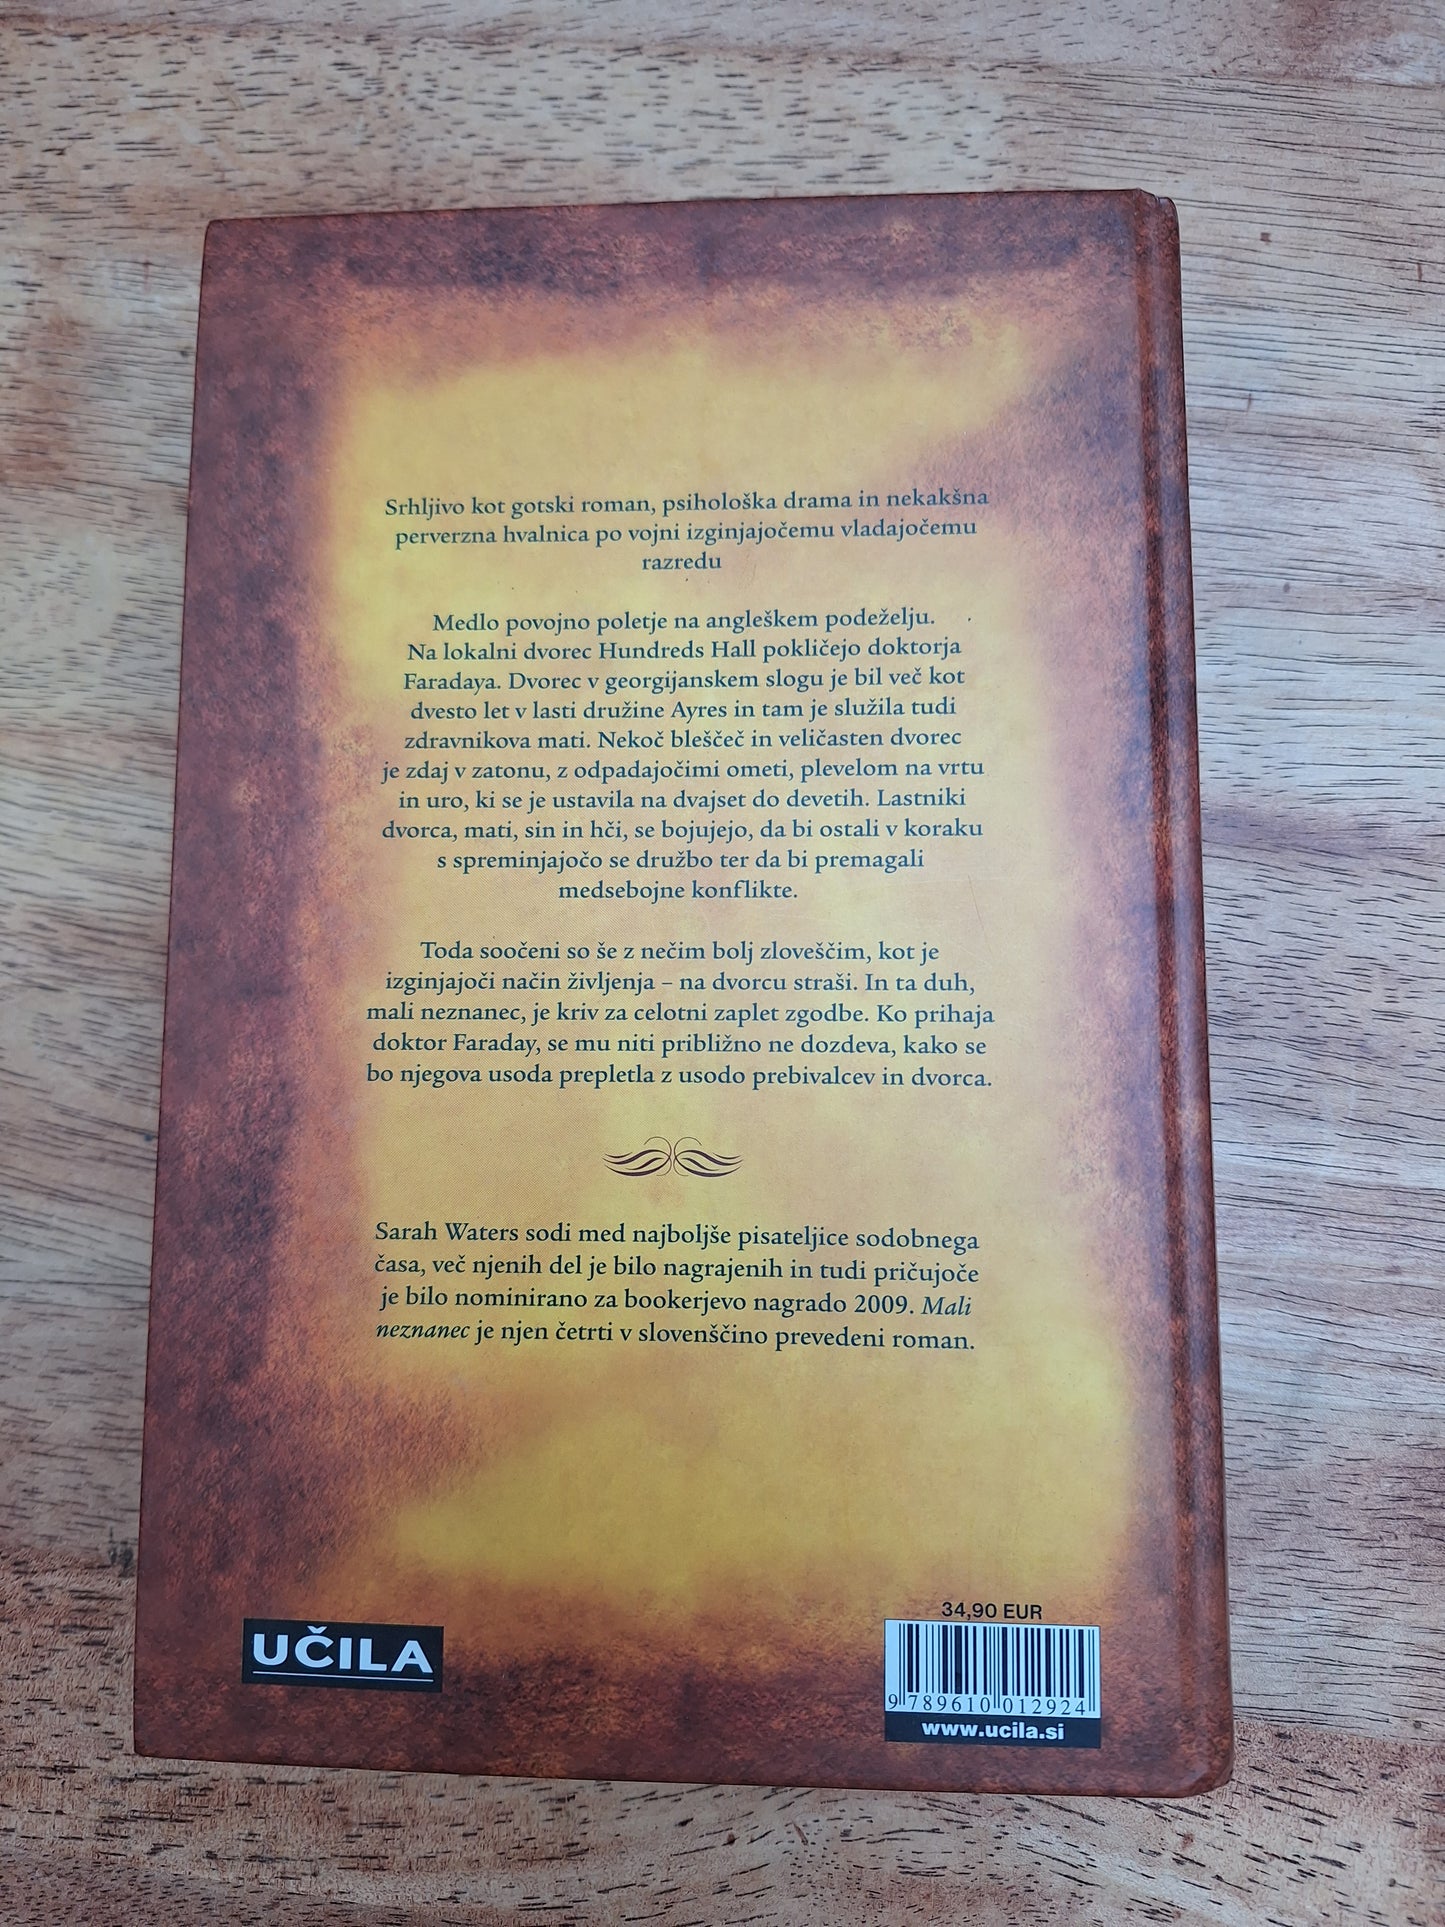 Srhljivo kot gotski roman, psihološka drama in nekakšna
perverzna hvalnica po vojni izginjajočemu vladajočemu
razredu
Medlo povojno poletje na angleškem podeželju.
Na lokalni dvorec Hundreds Hall pokličejo doktorja
Faradaya. Dvorec v georgijanskem slogu je bil več kot
dvesto let v lasti družine Ayres in tam je služila tudi
zdravnikova mati. Nekoč bleščeč in veličasten dvorec
je zdaj v zatonu, z odpadajočimi ometi, plevelom na vrtu
in uro, ki se je ustavila na dvajset do devetih. Lastniki
dvorca, mati, sin in hči, se bojujejo, da bi ostali v koraku
s spreminjajočo se družbo ter da bi premagali
medsebojne konflikte.
Toda soočeni so še z nečim bolj zloveščim, kot je
izginjajoči način življenja – na dvorcu straši. In ta duh,
mali neznanec, je kriv za celotni zaplet zgodbe. Ko prihaja
doktor Faraday, se mu niti približno ne dozdeva, kako se
bo njegova usoda prepletla z usodo prebivalcev in dvorca.
Sarah Waters sodi med najboljše pisateljice sodobnega
časa, več njenih del je bilo nagrajenih in tudi pričujoče
je bilo nominirano za bookerjevo nagrado 2009. Mali
neznanec je njen četrti v slovenščino prevedeni roman.
UČILA
34,90 EUR
9 789610 012924
www.ucila.si